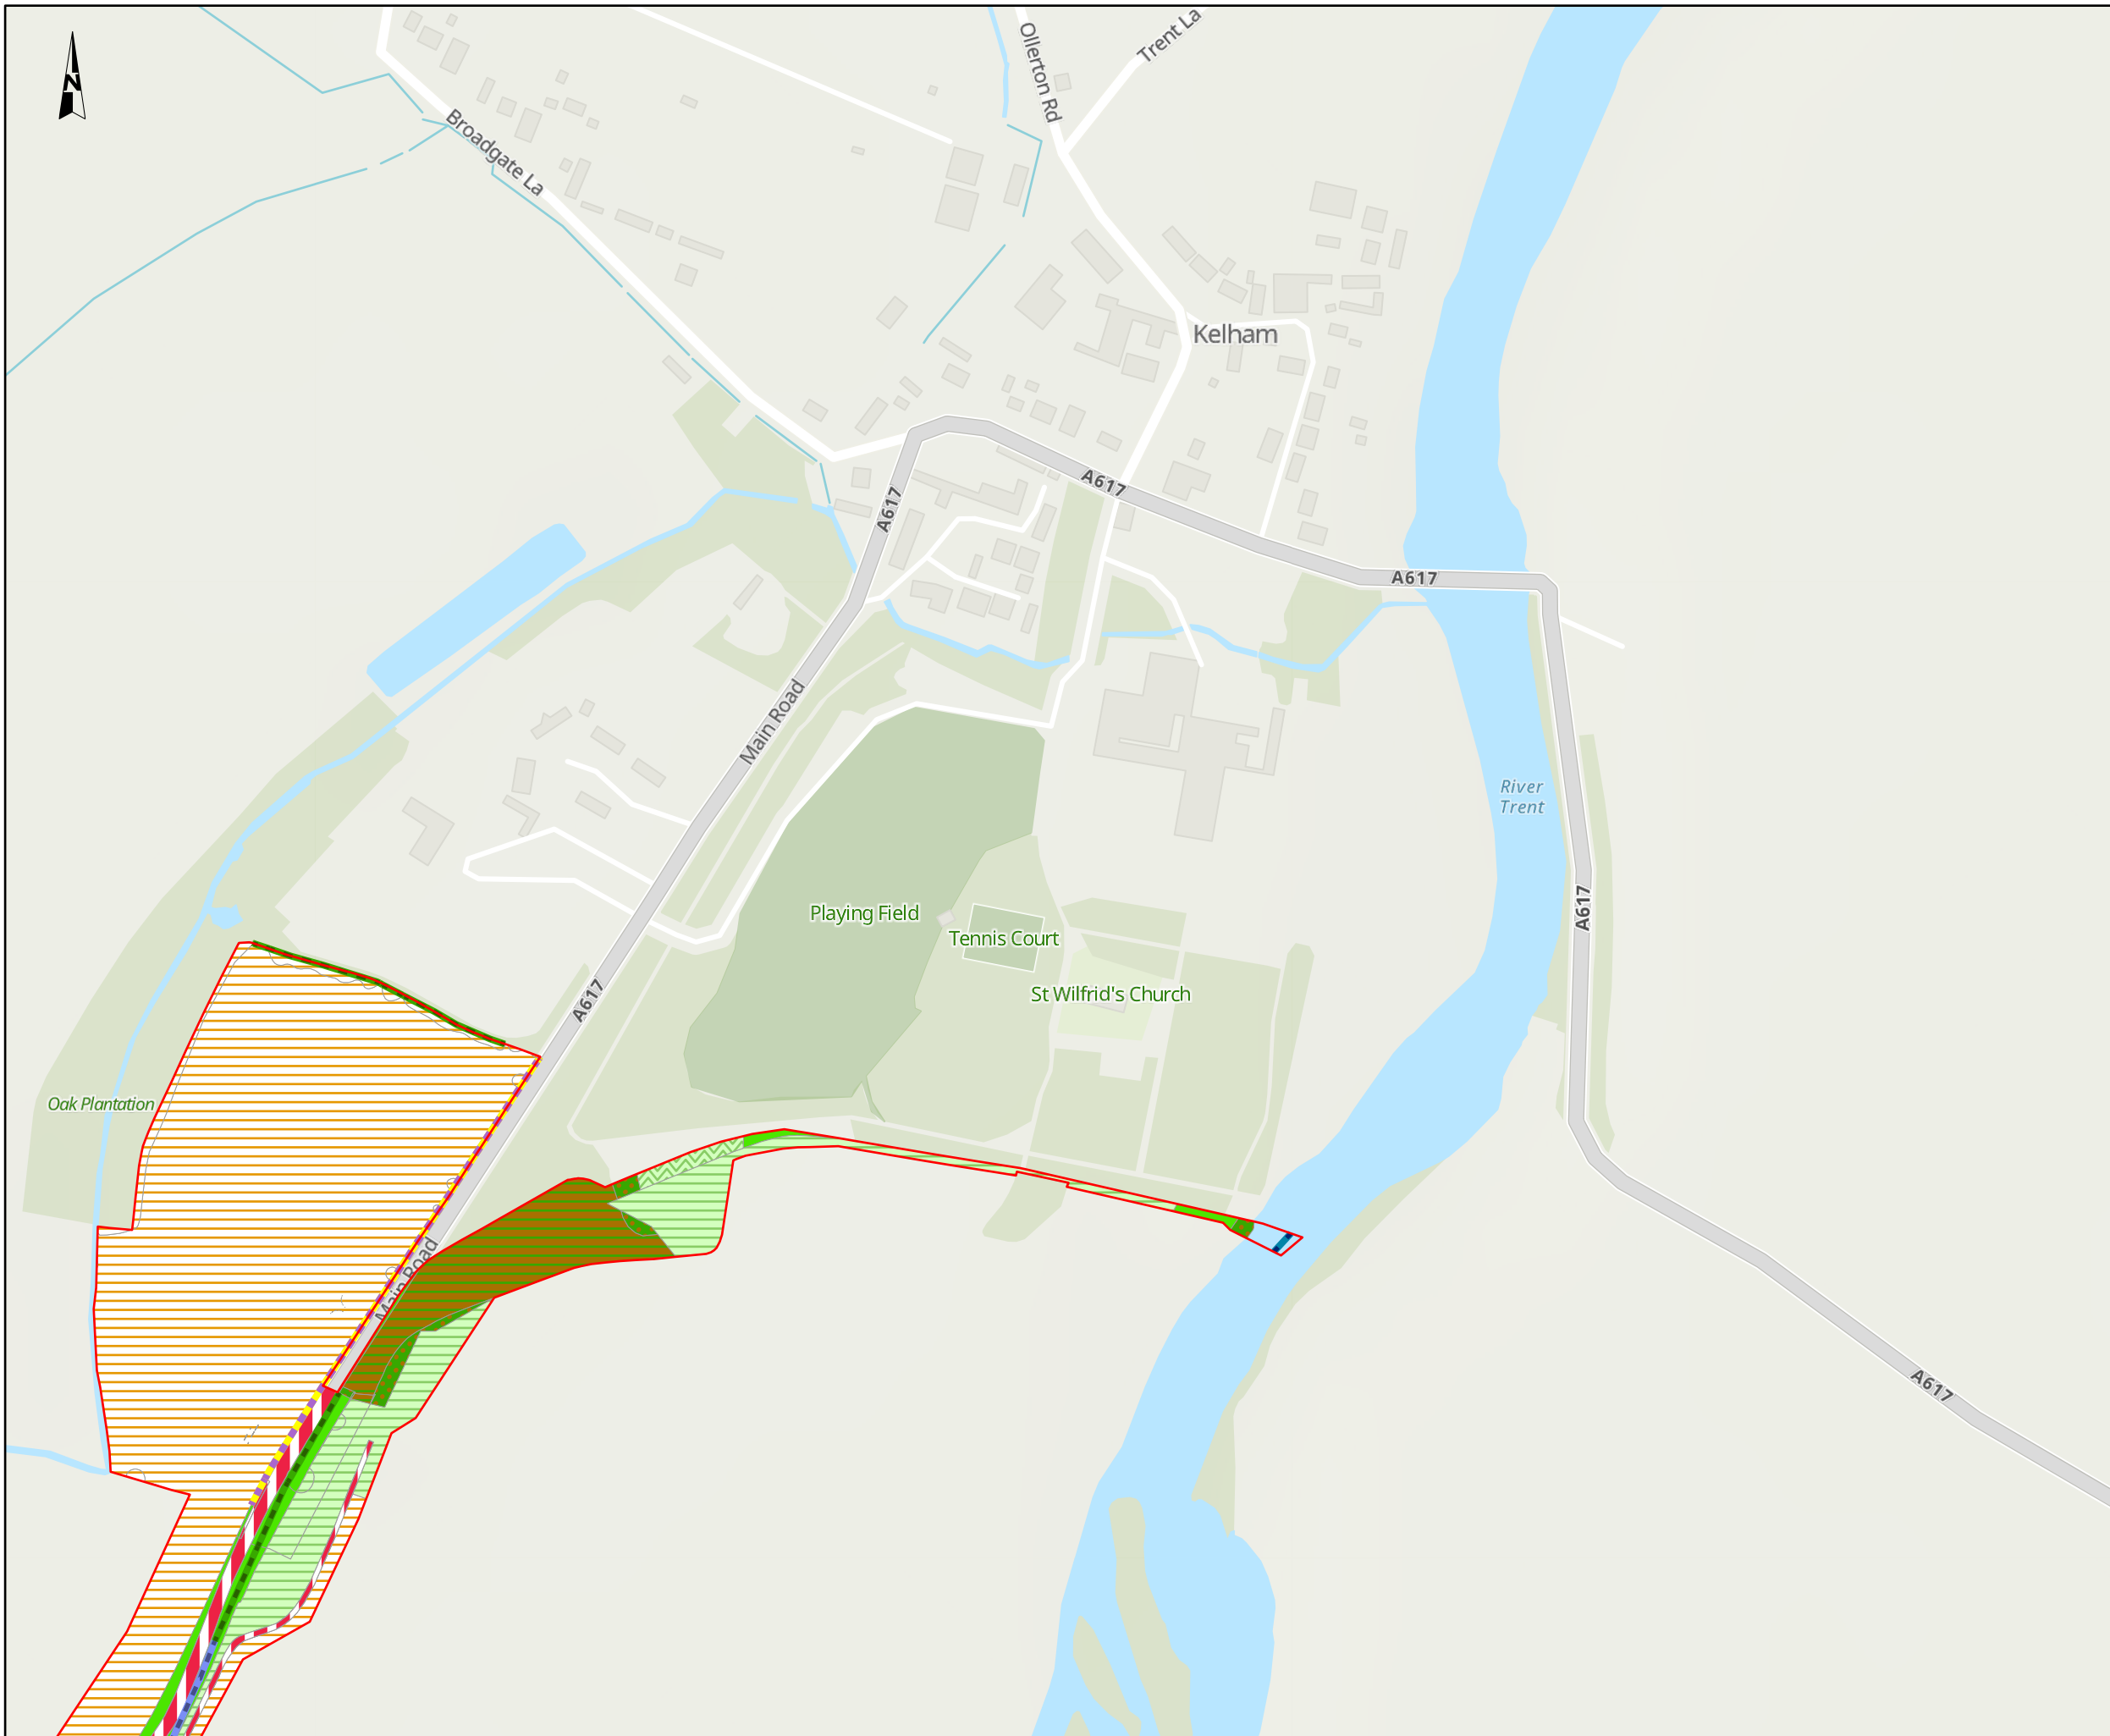 N
Ollerton Rd
Trent La
Broadgate La
Kelham
A617
A617
A617
Main Road
River
Trent
A617
Playing Field
Tennis Court
St Wilfrid's Church
A617
Oak Plantation
Main Road
A617